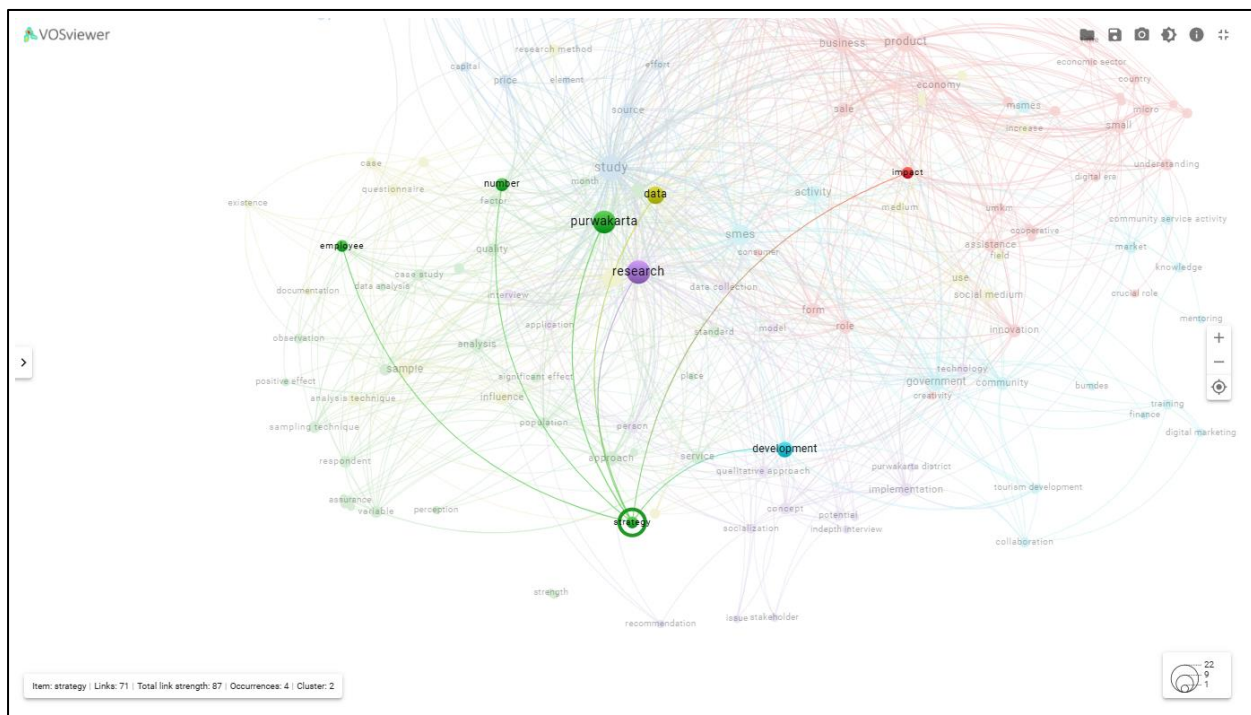 VOSviewer
business
product
research method
capital
effort
economic sector
price
element
economy
country
source
sale
msmes
micro
increase
small
case
study
impact
understanding
number
month
data
activity
digital era
questionnaire
factor
medium
existence
purwakarta
umkm
community service activity
employee
smes
cooperative
quality
consumer
assistance
market
field
case study
research
knowledge
documentation
data analysis
interview
data collection
use
social medium
crucial role
form
application
standard
model
role
innovation
mentoring
observation
analysis
sample
significant effect
place
technology
positive effect
government
community
bumdes
analysis technique
influence
creativity
training
finance
sampling technique
population
person
digital marketing
development
respondent
approach
service
purwakarta district
qualitative approach
assurance
implementation
tourism development
variable
perception
concept
potential
strategy
socialization
indepth interview
collaboration
strength
recommendation
issue
stakeholder
22
9
1
Item: strategy | Links: 71 | Total link strength: 87 | Occurrences: 4 | Cluster: 2